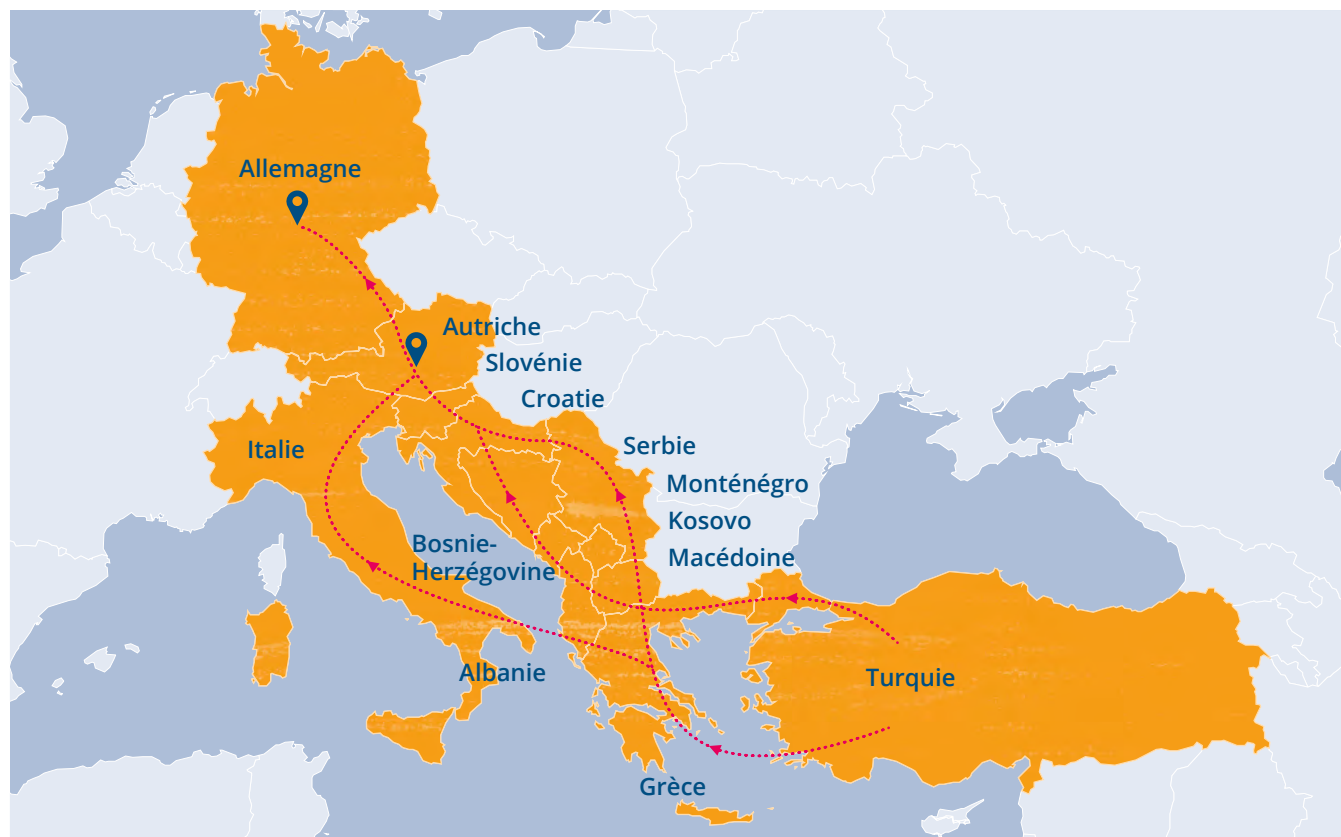 Allemagne
Autriche
Slovénie
Croatie
Italie
Serbie
Monténégro
Kosovo
Bosnie-
Herzégovine
Macédoine
Albanie
Turquie
Grèce